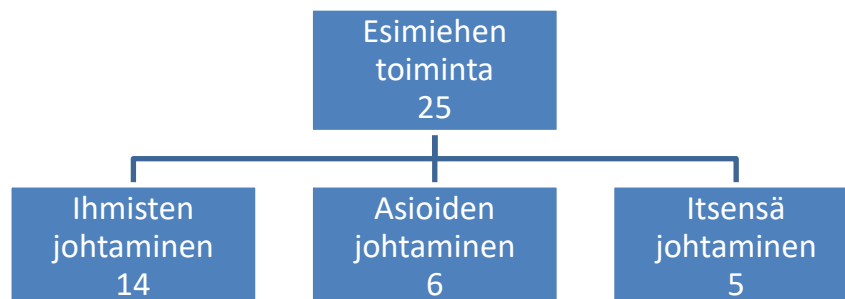 Esimiehen
toiminta
25
Ihmisten
johtaminen
14
Asioiden
johtaminen
6
Itsensä
johtaminen
5